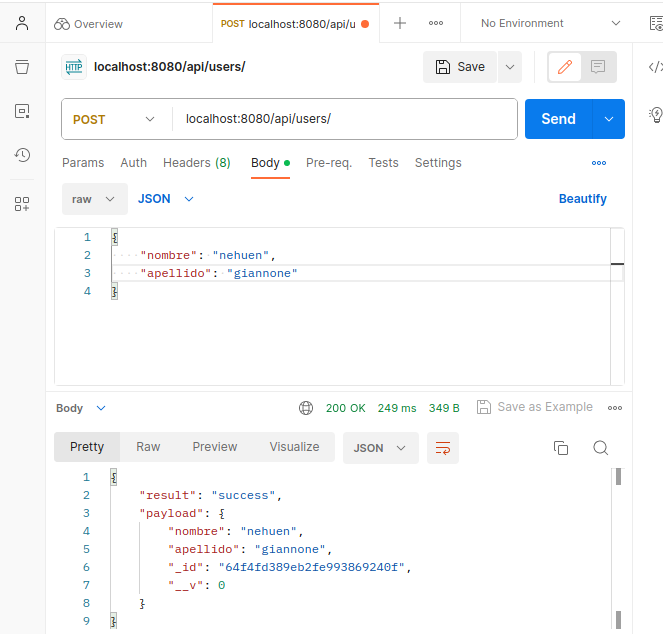 Overview
POST localhost:8080/api/u
No Environment
HTTP localhost:8080/api/users/
Save
POST localhost:8080/api/users/
Send
Params Auth Headers (8) Body Pre-req. Tests Settings
raw JSON Beautify
1 {
2 "nombre": "nehuen",
3 "apellido": "giannone"
4 }
Body 200 OK 249 ms 349 B Save as Example
Pretty Raw Preview Visualize JSON
1 {
2 "result": "success",
3 "payload": {
4 "nombre": "nehuen",
5 "apellido": "giannone",
6 "_id": "64f4fd389eb2fe993869240f",
7 "__v": 0
8 }
9 }